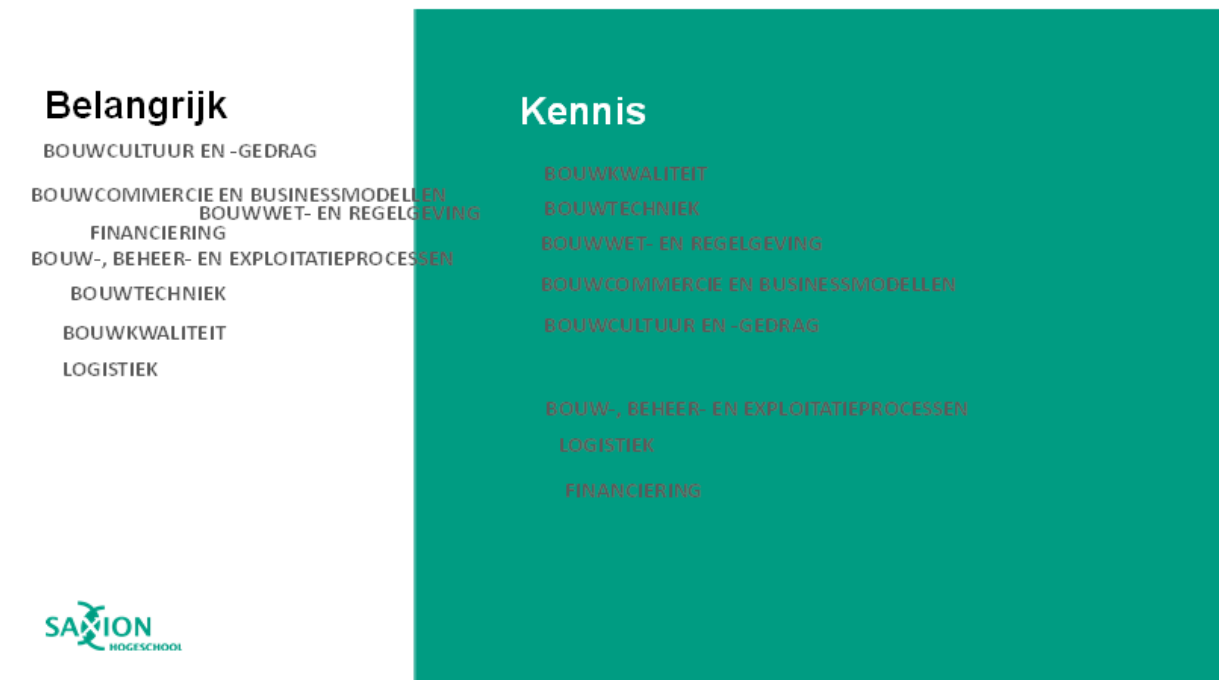 Belangrijk
BOUWCULTUUR EN -GEDRAG
BOUWCOMMERCIE EN BUSINESSMODELLEN
BOUWWET- EN REGELGEVING
FINANCIERING
BOUW-, BEHEER- EN EXPLOITATIEPROCESSEN
BOUWTECHNIEK
BOUWKWALITEIT
LOGISTIEK
Kennis
BOUWKWALITEIT
BOUWTECHNIEK
BOUWWET- EN REGELGEVING
BOUWCOMMERCIE EN BUSINESSMODELLEN
BOUWCULTUUR EN -GEDRAG
BOUW-, BEHEER- EN EXPLOITATIEPROCESSEN
LOGISTIEK
FINANCIERING
SAXION
HOGESCHOOL